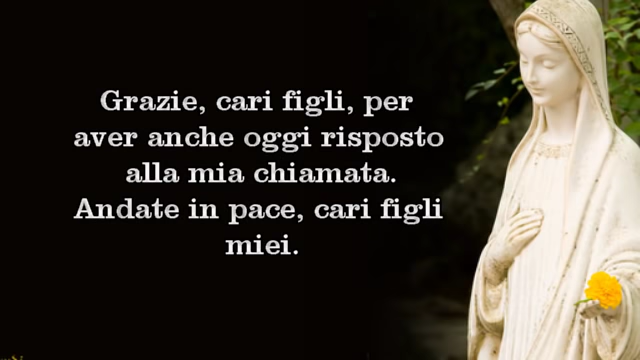 Grazie, cari figli, per
aver anche oggi risposto
alla mia chiamata.
Andate in pace, cari figli
miei.